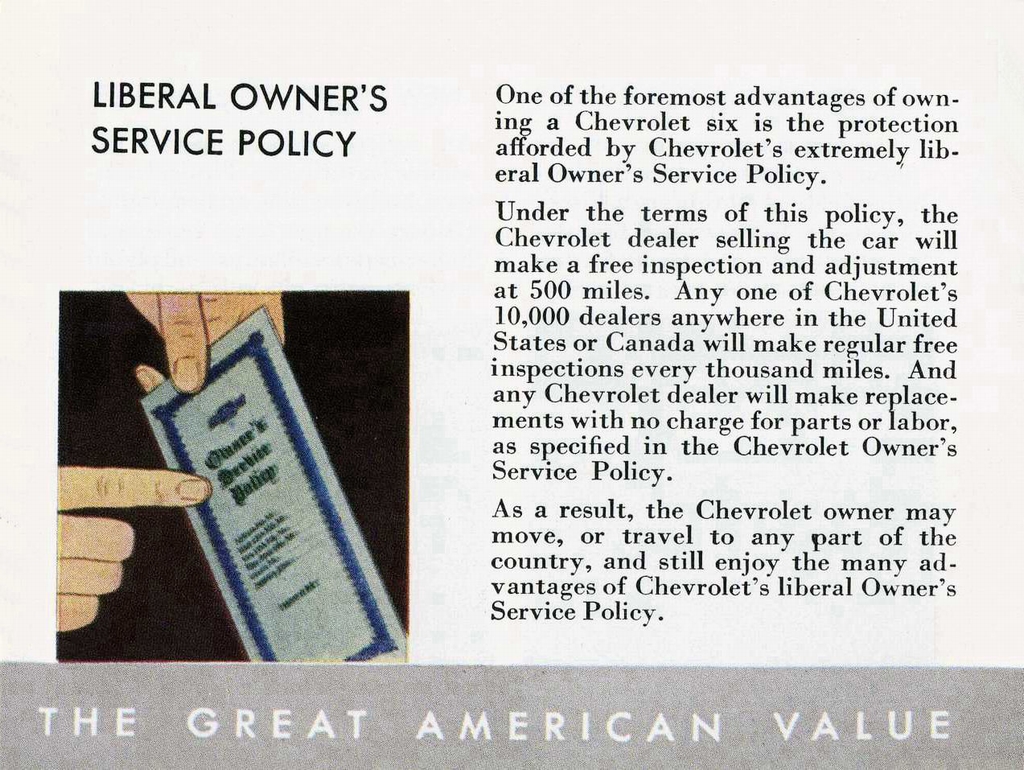 LIBERAL OWNER'S
SERVICE POLICY
One of the foremost advantages of own-
ing a Chevrolet six is the protection
afforded by Chevrolet's extremely lib-
eral Owner's Service Policy.
Under the terms of this policy, the
Chevrolet dealer selling the car will
make a free inspection and adjustment
at 500 miles. Any one of Chevrolet's
10,000 dealers anywhere in the United
States or Canada will make regular free
inspections every thousand miles. And
any Chevrolet dealer will make replace-
ments with no charge for parts or labor,
as specified in the Chevrolet Owner's
Service Policy.
As a result, the Chevrolet owner may
move, or travel to any part of the
country, and still enjoy the many ad-
vantages of Chevrolet's liberal Owner's
Service Policy.
Owner's
Service
Policy
THE GREAT AMERICAN VALUE